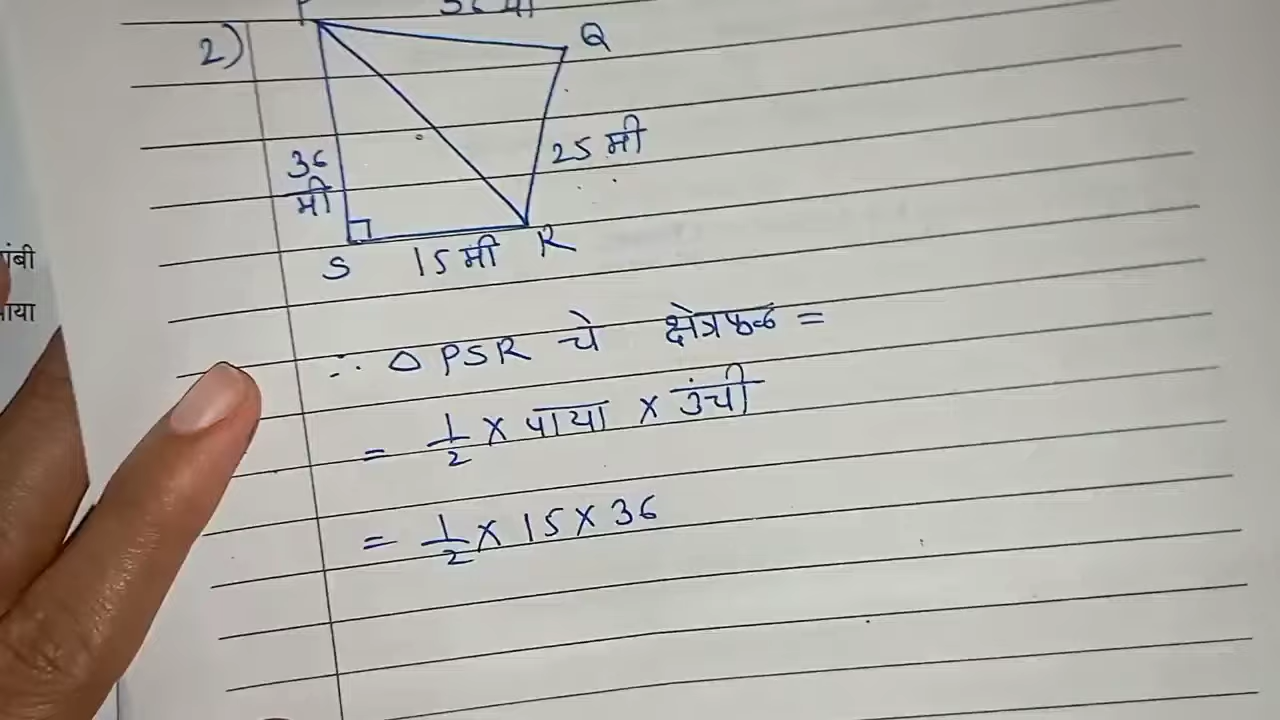 2)
Q
36
मी
25 मी
S 15 मी R
∴ △ PSR चे क्षेत्रफळ =
= 1/2 × पाया × उंची
= 1/2 × 15 × 36